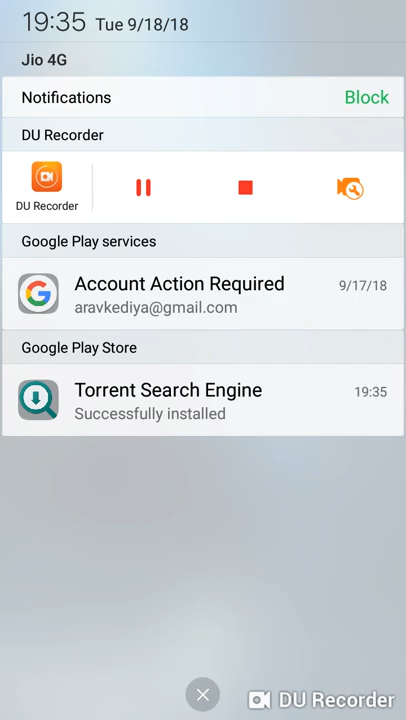 19:35 Tue 9/18/18
Jio 4G
Notifications Block
DU Recorder
DU Recorder
Google Play services
Account Action Required 9/17/18
aravkediya@gmail.com
Google Play Store
Torrent Search Engine 19:35
Successfully installed
DU Recorder